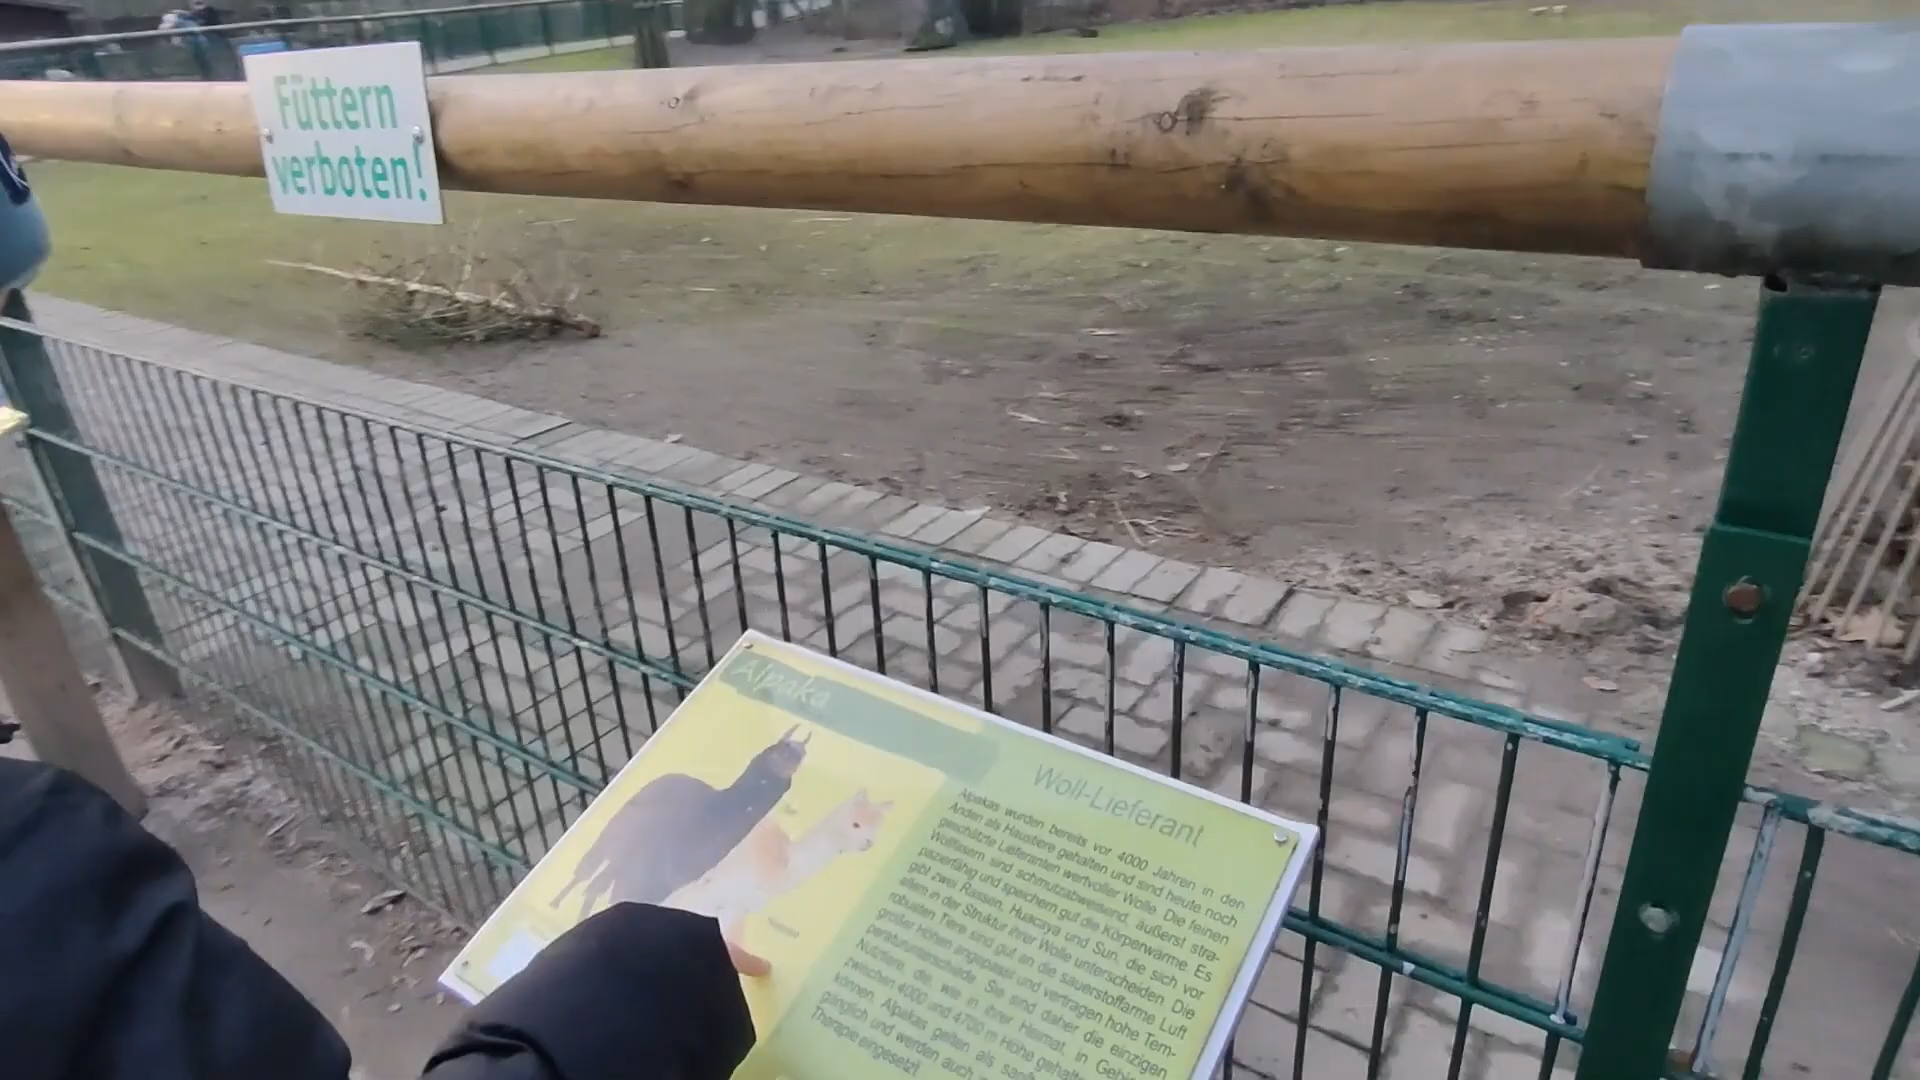 Füttern
verboten!
Alpaka
Woll-Lieferant
Alpakas wurden bereits vor 4000 Jahren in den
Anden als Haustiere gehalten und sind heute noch
geschätzte Lieferanten wertvoller Wolle. Die feinen
Wollfasern sind schmutzabweisend, äußerst stra-
pazierfähig und speichern gut die Körperwärme. Es
gibt zwei Rassen, Huacaya und Suri, die sich vor
allem in der Struktur ihrer Wolle unterscheiden. Die
robusten Tiere sind gut an die sauerstoffarme Luft
großer Höhen angepasst und vertragen hohe Tem-
peraturunterschiede. Sie sind daher die einzigen
Nutztiere, die, wie in ihrer Heimat, in
zwischen 4000 und 4700 m Höhe
können. Alpakas gelten als
gänglich und werden auch
Therapie eingesetzt.